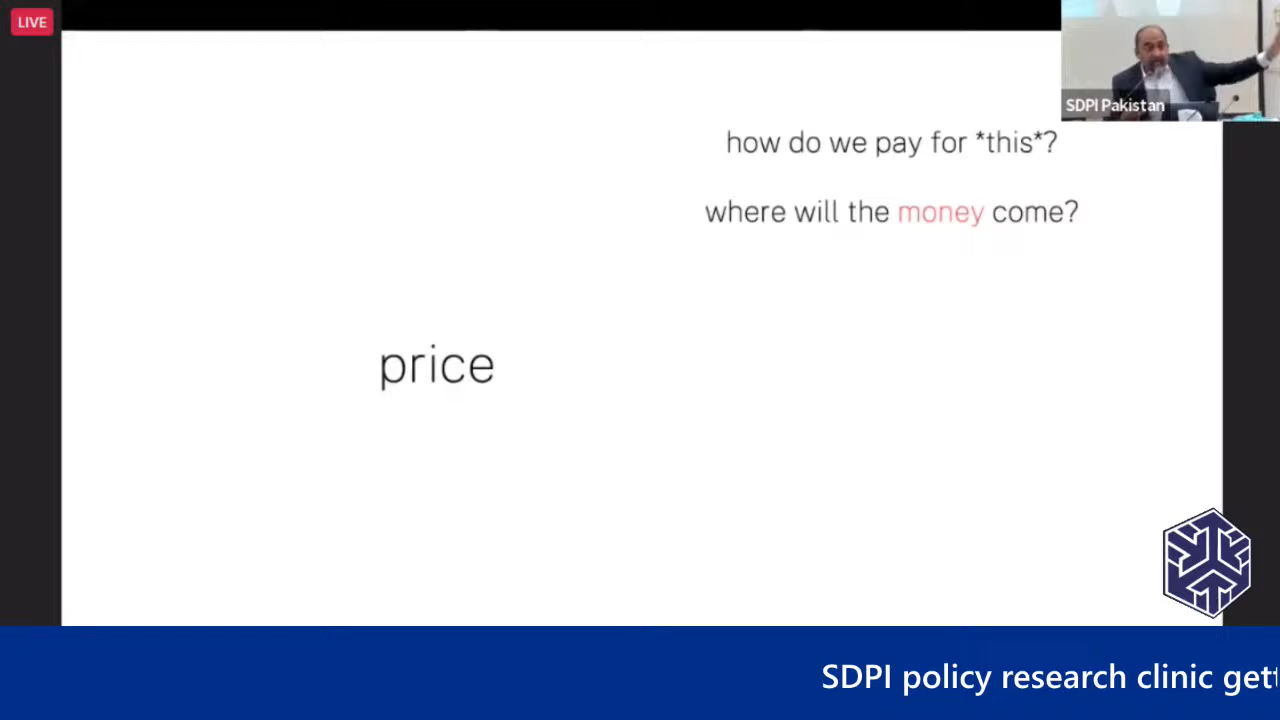 LIVE
SDPI Pakistan
how do we pay for *this*?
where will the money come?
price
SDPI policy research clinic